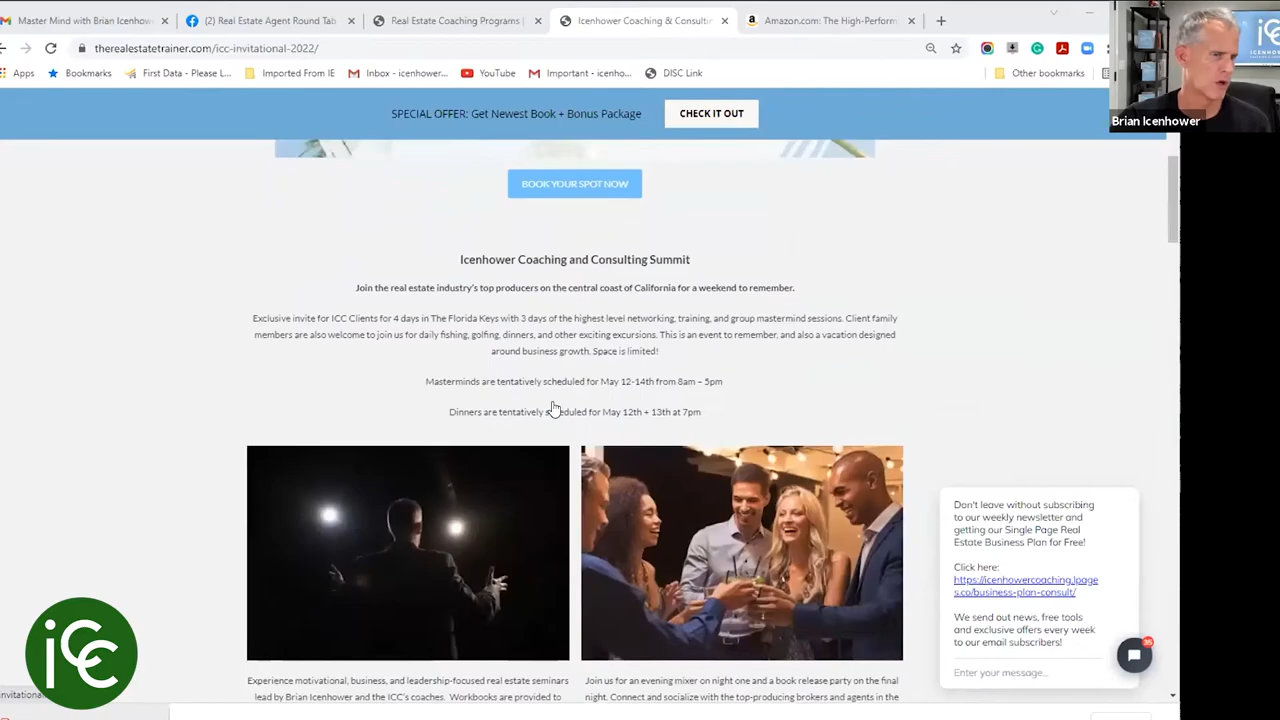 Master Mind with Brian Icenhow
(2) Real Estate Agent Round Tab
Real Estate Coaching Programs
Icenhower Coaching & Consultin
Amazon.com: The High-Perform
therealestatetrainer.com/icc-invitational-2022/
Apps
Bookmarks
First Data - Please L...
Imported From IE
Inbox - icenhower...
YouTube
Important - icenho...
DISC Link
Other bookmarks
Brian Icenhower
SPECIAL OFFER: Get Newest Book + Bonus Package
CHECK IT OUT
BOOK YOUR SPOT NOW
Icenhower Coaching and Consulting Summit
Join the real estate industry's top producers on the central coast of California for a weekend to remember.
Exclusive invite for ICC Clients for 4 days in The Florida Keys with 3 days of the highest level networking, training, and group mastermind sessions. Client family
members are also welcome to join us for daily fishing, golfing, dinners, and other exciting excursions. This is an event to remember, and also a vacation designed
around business growth. Space is limited!
Masterminds are tentatively scheduled for May 12-14th from 8am – 5pm
Dinners are tentatively scheduled for May 12th + 13th at 7pm
Experience motivational, business, and leadership-focused real estate seminars
lead by Brian Icenhower and the ICC's coaches. Workbooks are provided to
Join us for an evening mixer on night one and a book release party on the final
night. Connect and socialize with the top-producing brokers and agents in the
Don't leave without subscribing
to our weekly newsletter and
getting our Single Page Real
Estate Business Plan for Free!
Click here:
https://icenhowercoaching.lpage
s.co/business-plan-consult/
We send out news, free tools
and exclusive offers every week
to our email subscribers!
Enter your message...
iCC